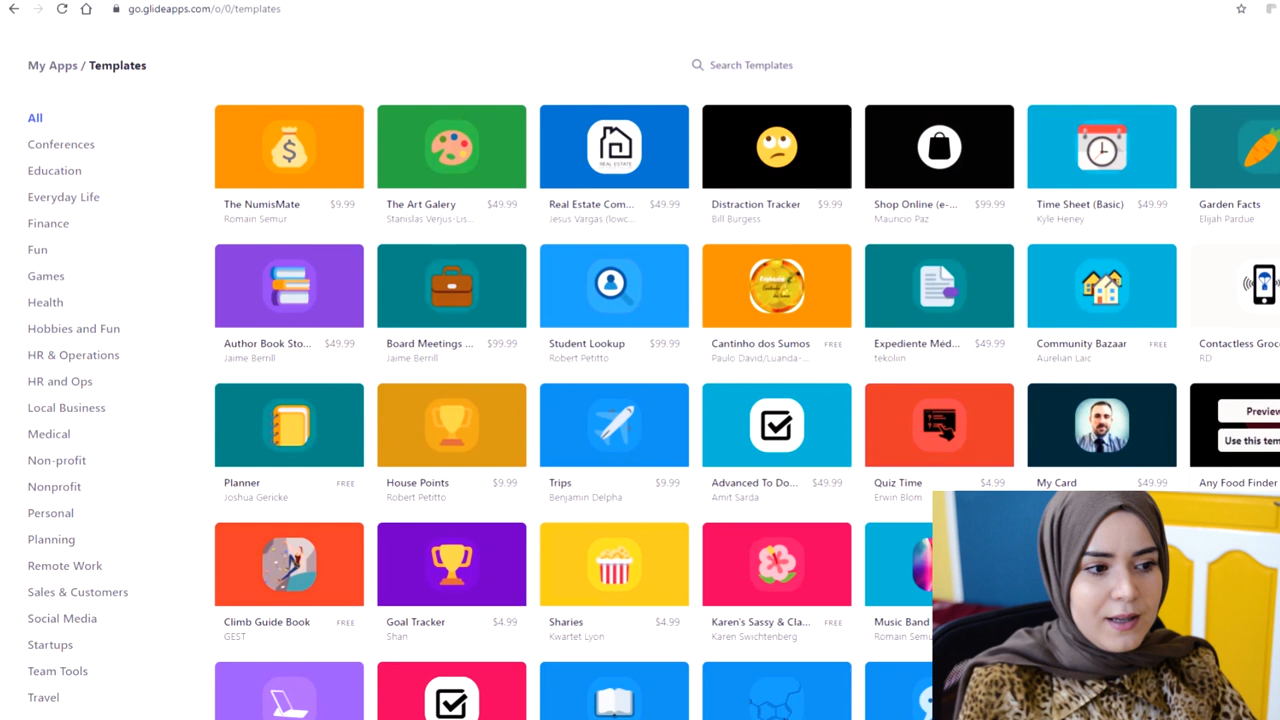 go.glideapps.com/o/0/templates
My Apps / Templates
Search Templates
All
Conferences
Education
Everyday Life
Finance
Fun
Games
Health
Hobbies and Fun
HR & Operations
HR and Ops
Local Business
Medical
Non-profit
Nonprofit
Personal
Planning
Remote Work
Sales & Customers
Social Media
Startups
Team Tools
Travel
REAL ESTATE
The NumisMate $9.99
Romain Semur
The Art Galery $49.99
Stanislas Verjus-Lis...
Real Estate Com... $49.99
Jesus Vargas (lowc...
Distraction Tracker $9.99
Bill Burgess
Shop Online (e-... $99.99
Mauricio Paz
Time Sheet (Basic) $49.99
Kyle Heney
Garden Facts
Elijah Pardue
Author Book Sto... $49.99
Jaime Berrill
Board Meetings ... $99.99
Jaime Berrill
Student Lookup $99.99
Robert Petitto
Cantinho dos Sumos FREE
Paulo David/Luanda-...
Expediente Méd... $49.99
tekoliin
Community Bazaar FREE
Aurelian Laic
Contactless Groc
RD
Preview
Use this tem
Planner FREE
Joshua Gericke
House Points $9.99
Robert Petitto
Trips $9.99
Benjamin Delpha
Advanced To Do... $49.99
Amit Sarda
Quiz Time $4.99
Erwin Blom
My Card $49.99
Any Food Finder
Climb Guide Book FREE
GEST
Goal Tracker $4.99
Shan
Sharies $4.99
Kwartet Lyon
Karen's Sassy & Cla... FREE
Karen Swichtenberg
Music Band
Romain Semu